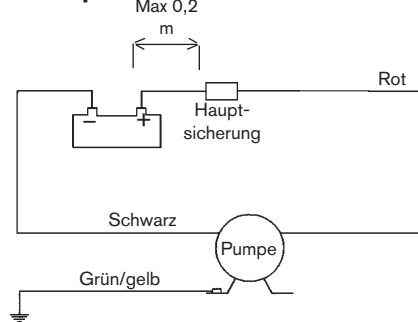 Max 0,2
m
Rot
Haupt-
sicherung
− +
Schwarz
Pumpe
Grün/gelb